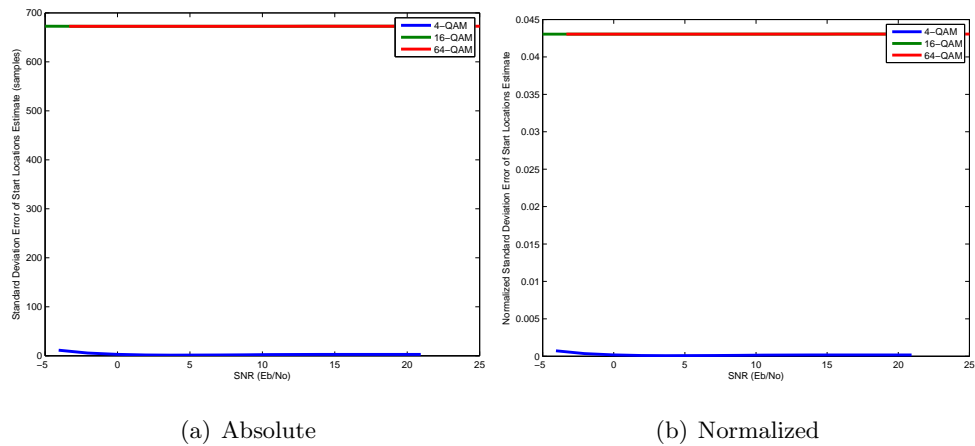 700
600
500
400
300
200
100
0
Standard Deviation Error of Start Locations Estimate (samples)
−5
0
5
10
15
20
25
SNR (Eb/No)
4−QAM
16−QAM
64−QAM
(a) Absolute
0.045
0.04
0.035
0.03
0.025
0.02
0.015
0.01
0.005
0
Normalized Standard Deviation Error of Start Locations Estimate
−5
0
5
10
15
20
25
SNR (Eb/No)
4−QAM
16−QAM
64−QAM
(b) Normalized